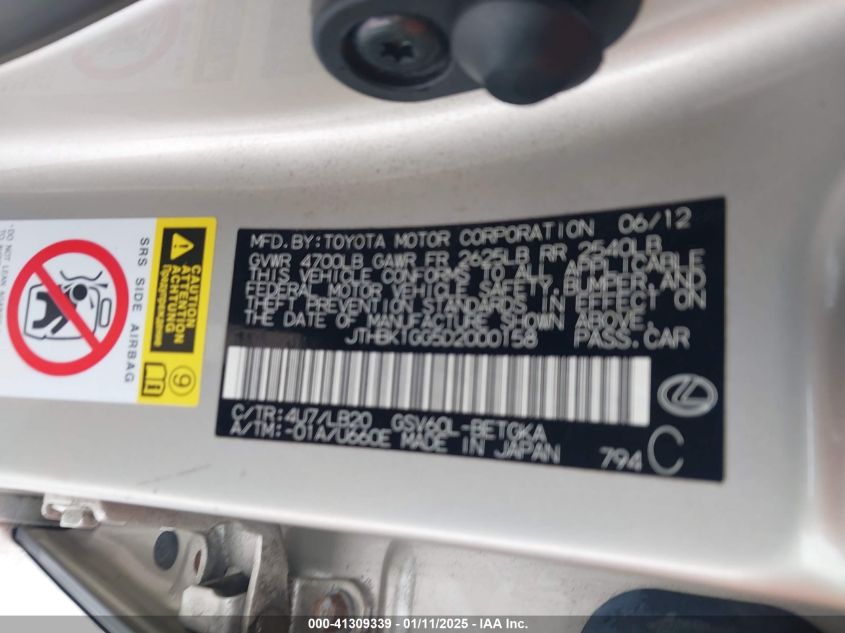 MFD.BY:TOYOTA MOTOR CORPORATION 06/12
GVWR 4700LB GAWR FR 2625LB RR 2540LB
THIS VEHICLE CONFORMS TO ALL APPLICABLE
FEDERAL MOTOR VEHICLE SAFETY,BUMPER,AND
THEFT PREVENTION STANDARDS IN EFFECT ON
THE DATE OF MANUFACTURE SHOWN ABOVE.
JTHBK1GG5D2000158 PASS.CAR
C/TR:4U7/LB20 GSV60L-BETGKA
A/TM:-01A/U660E MADE IN JAPAN 794 C
SRS SIDE AIRBAG
CAUTION
ATTENTION
ACHTUNG
Предупреждение
9
000-41309339 - 01/11/2025 - IAA Inc.